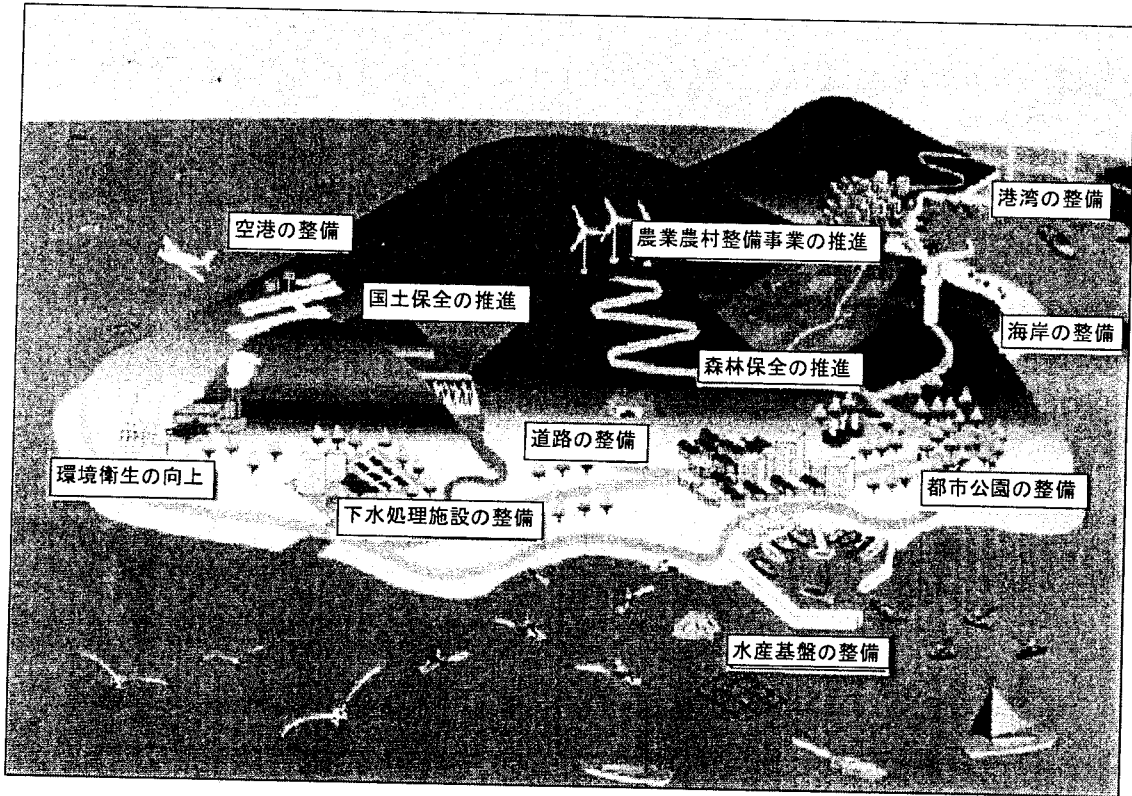 港湾の整備
空港の整備
農業農村整備事業の推進
国土保全の推進
海岸の整備
森林保全の推進
道路の整備
環境衛生の向上
都市公園の整備
下水処理施設の整備
水産基盤の整備